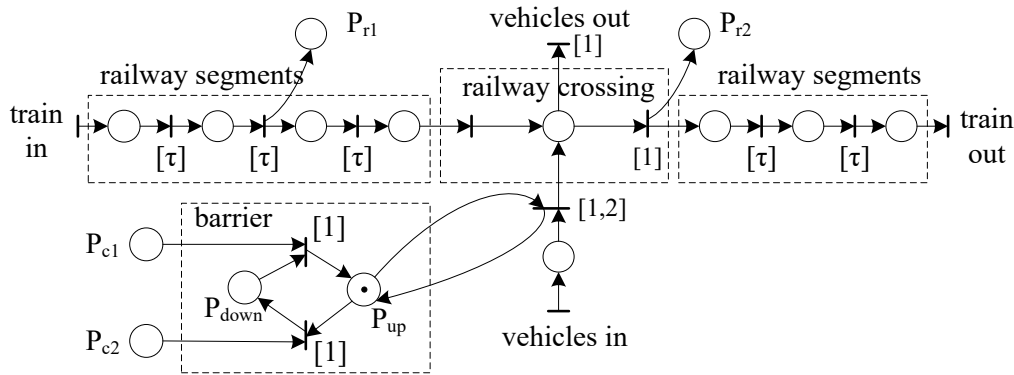 vehicles out
P_r1
[1]
P_r2
railway segments
railway crossing
railway segments
train in
[τ]
[τ]
[τ]
[1]
[τ]
[τ]
train out
barrier
[1]
[1,2]
P_c1
P_down
P_up
P_c2
[1]
vehicles in